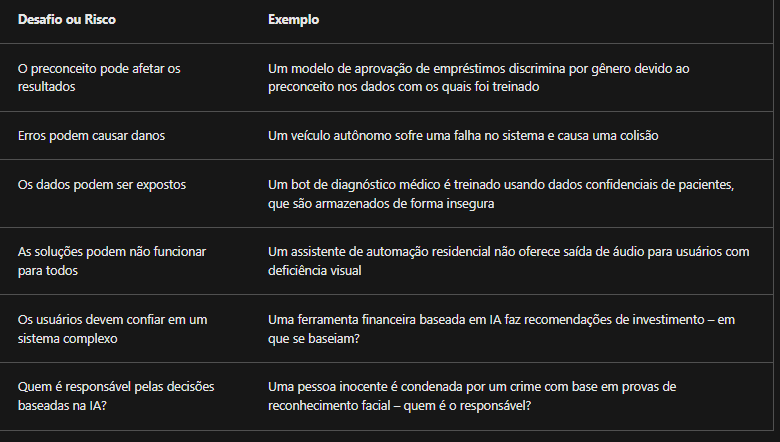 Desafio ou Risco
Exemplo
O preconceito pode afetar os
resultados
Um modelo de aprovação de empréstimos discrimina por gênero devido ao
preconceito nos dados com os quais foi treinado
Erros podem causar danos
Um veículo autônomo sofre uma falha no sistema e causa uma colisão
Os dados podem ser expostos
Um bot de diagnóstico médico é treinado usando dados confidenciais de pacientes,
que são armazenados de forma insegura
As soluções podem não funcionar
para todos
Um assistente de automação residencial não oferece saída de áudio para usuários com
deficiência visual
Os usuários devem confiar em um
sistema complexo
Uma ferramenta financeira baseada em IA faz recomendações de investimento – em
que se baseiam?
Quem é responsável pelas decisões
baseadas na IA?
Uma pessoa inocente é condenada por um crime com base em provas de
reconhecimento facial – quem é o responsável?